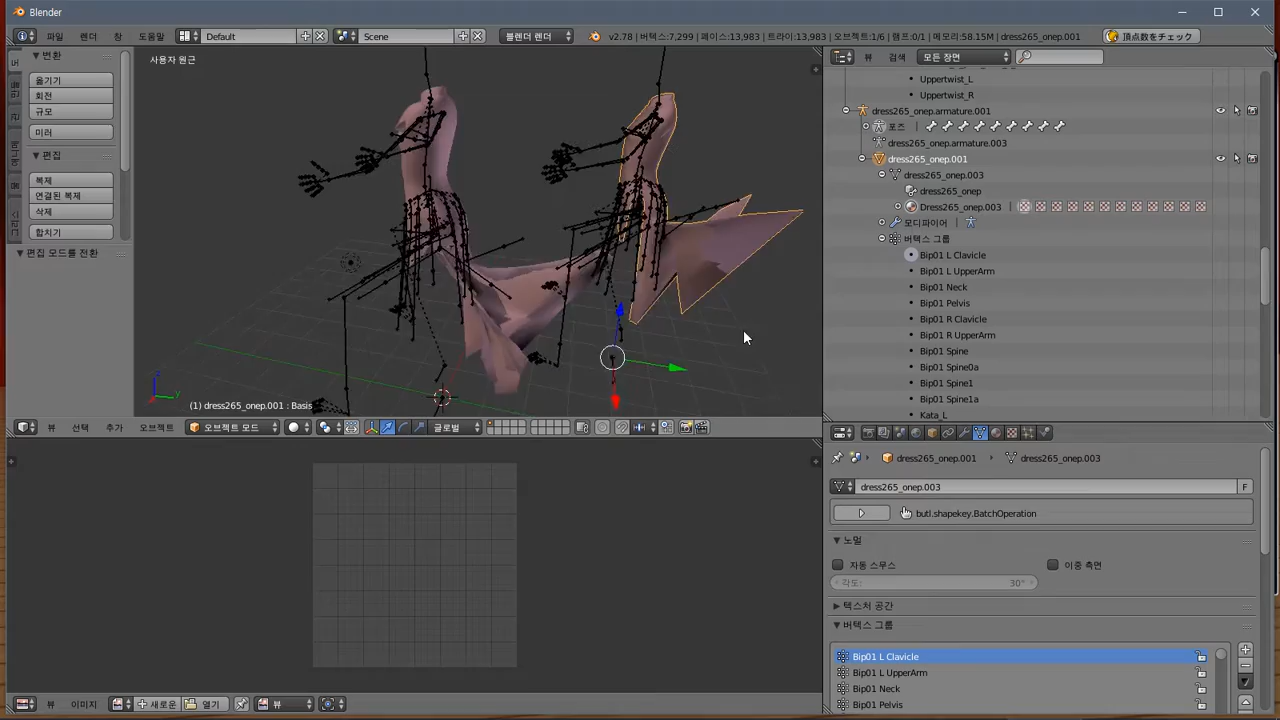 Blender
파일 렌더 창 도움말 Default Scene 블렌더 렌더 v2.78 | 버텍스:7,299 | 페이스:13,983 | 트라이:13,983 | 오브젝트:1/6 | 램프:0/1 | 메모리:58.15M | dress265_onep.001 頂点数をチェック
변환
옮기기
회전
규모
미러
편집
복제
연결된 복제
삭제
합치기
편집 모드를 전환
사용자 원근
(1) dress265_onep.001 : Basis
뷰 선택 추가 오브젝트 오브젝트 모드 글로벌
뷰 이미지 새로운 열기 뷰
뷰 검색 모든 장면
Uppertwist_L
Uppertwist_R
dress265_onep.armature.001
포즈
dress265_onep.armature.003
dress265_onep.001
dress265_onep.003
dress265_onep
Dress265_onep.003
모디파이어
버텍스 그룹
Bip01 L Clavicle
Bip01 L UpperArm
Bip01 Neck
Bip01 Pelvis
Bip01 R Clavicle
Bip01 R UpperArm
Bip01 Spine
Bip01 Spine0a
Bip01 Spine1
Bip01 Spine1a
Kata_L
dress265_onep.001 dress265_onep.003
dress265_onep.003 F
butl.shapekey.BatchOperation
노멀
자동 스무스 이중 측면
각도: 30°
텍스처 공간
버텍스 그룹
Bip01 L Clavicle
Bip01 L UpperArm
Bip01 Neck
Bip01 Pelvis